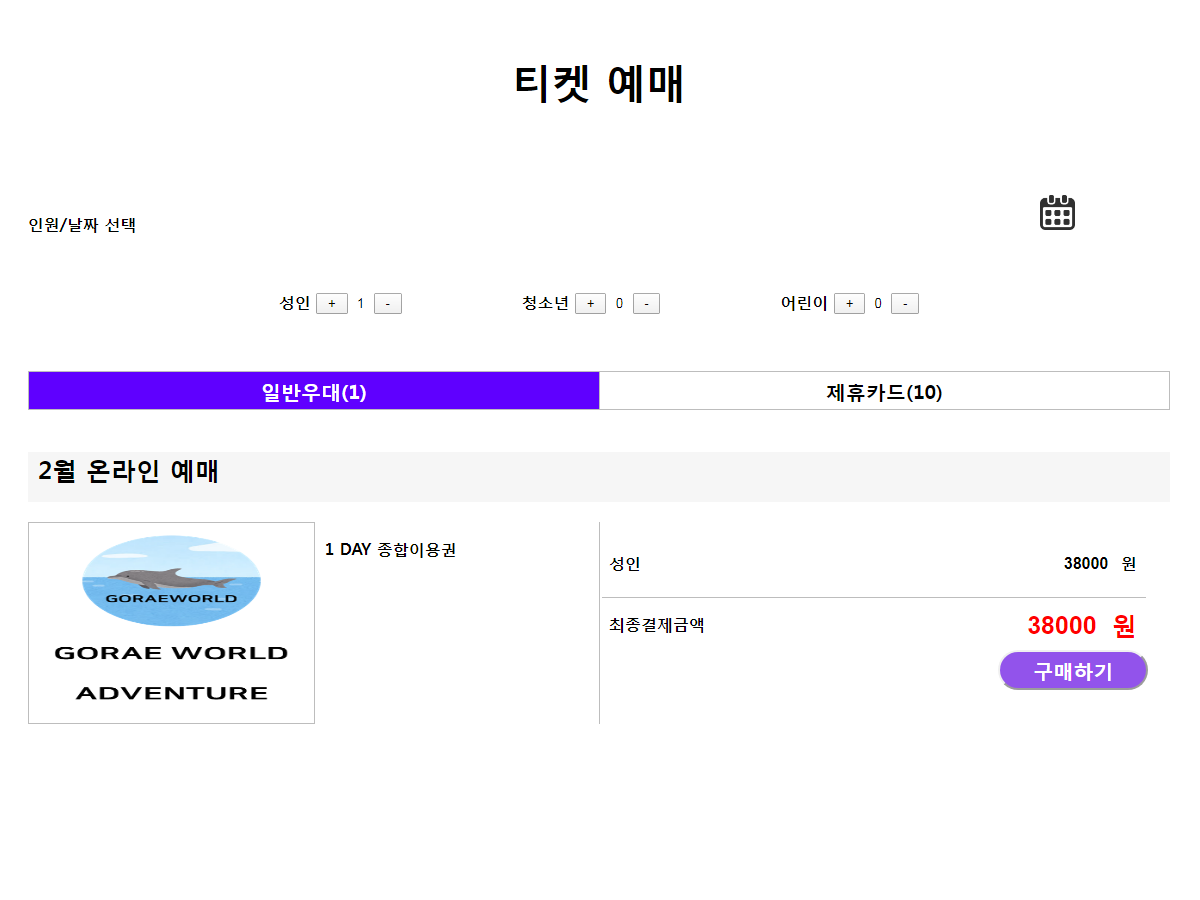 티켓 예매
인원/날짜 선택
성인 + 1 - 청소년 + 0 - 어린이 + 0 -
일반우대(1) 제휴카드(10)
2월 온라인 예매
GORAEWORLD
GORAE WORLD
ADVENTURE
1 DAY 종합이용권
성인 38000 원
최종결제금액 38000 원
구매하기